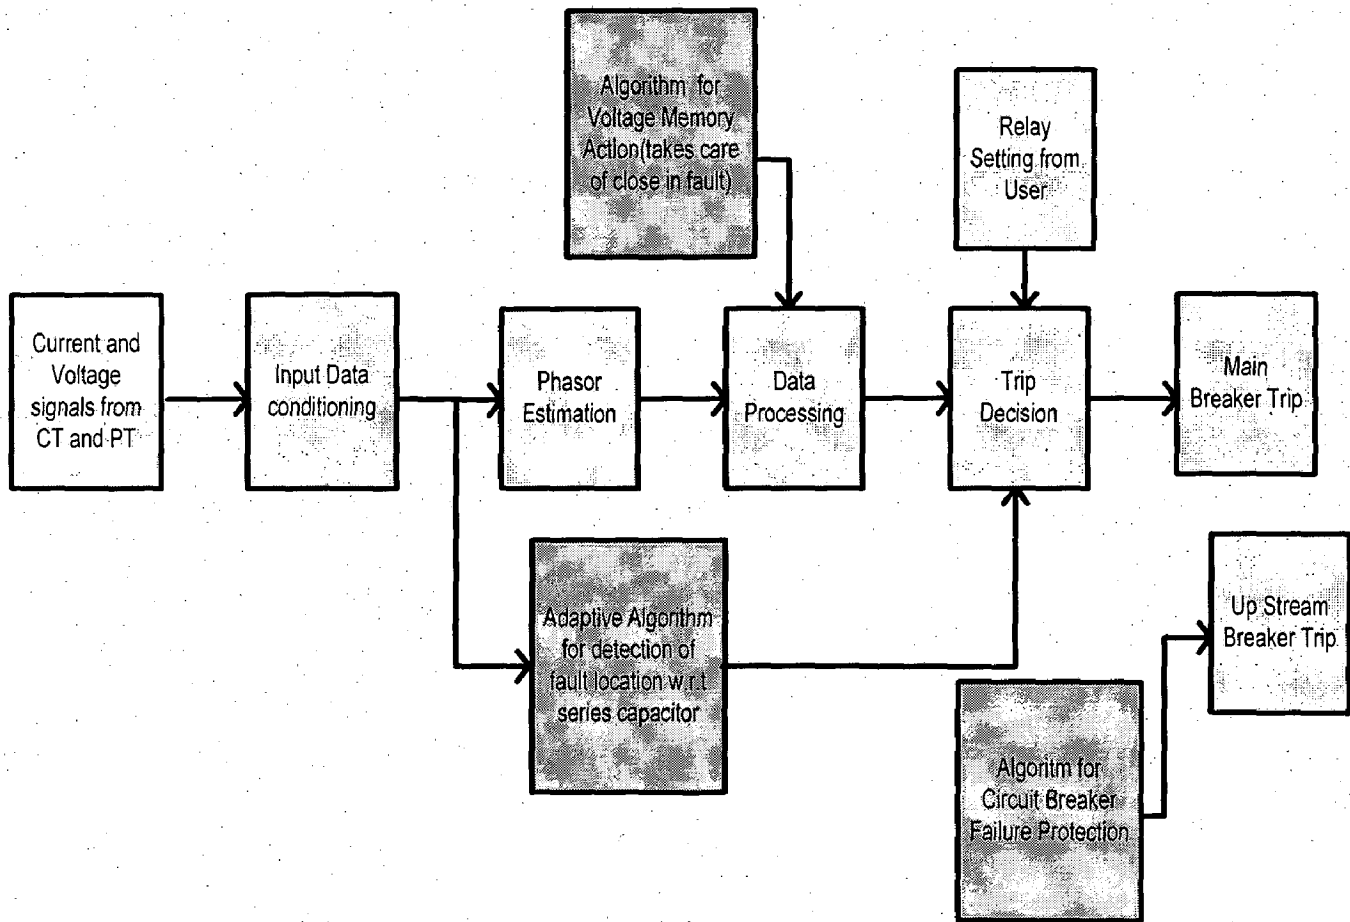 Algorithm for
Voltage Memory
Action(takes care
of close in fault)
Relay
Setting from
User
Current and
Voltage
signals from
CT and PT
Input Data
conditioning
Phasor
Estimation
Data
Processing
Trip
Decision
Main
Breaker Trip
Adaptive Algorithm
for detection of
fault location w.r.t
series capacitor
Up Stream
Breaker Trip
Algoritm for
Circuit Breaker
Failure Protection